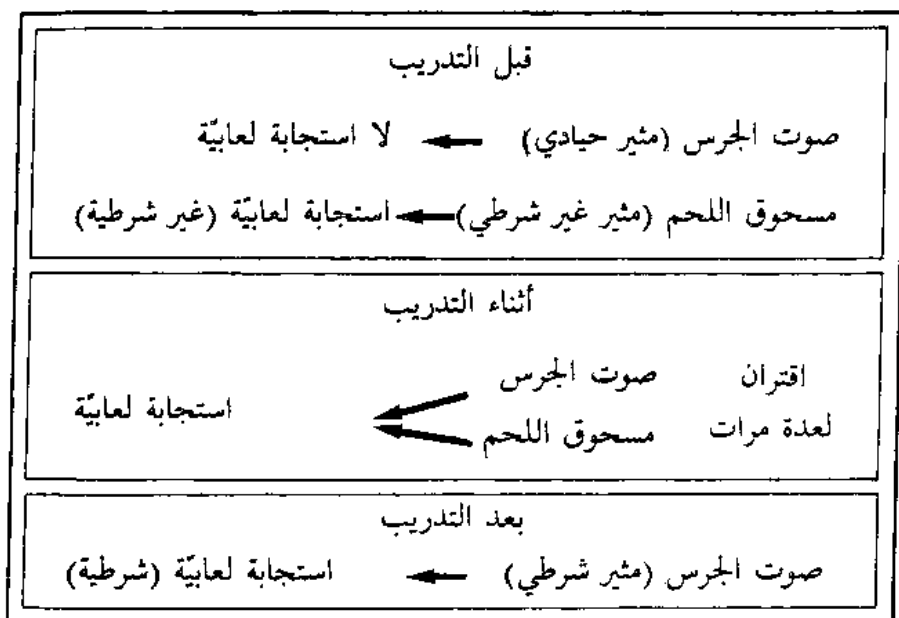 قبل التدريب
صوت الجرس (مثير حيادي) لا استجابة لعابيّة
مسحوق اللحم (مثير غير شرطي) استجابة لعابيّة (غير شرطية)
أثناء التدريب
اقتران صوت الجرس
استجابة لعابيّة
لعدة مرات مسحوق اللحم
بعد التدريب
صوت الجرس (مثير شرطي) استجابة لعابيّة (شرطية)